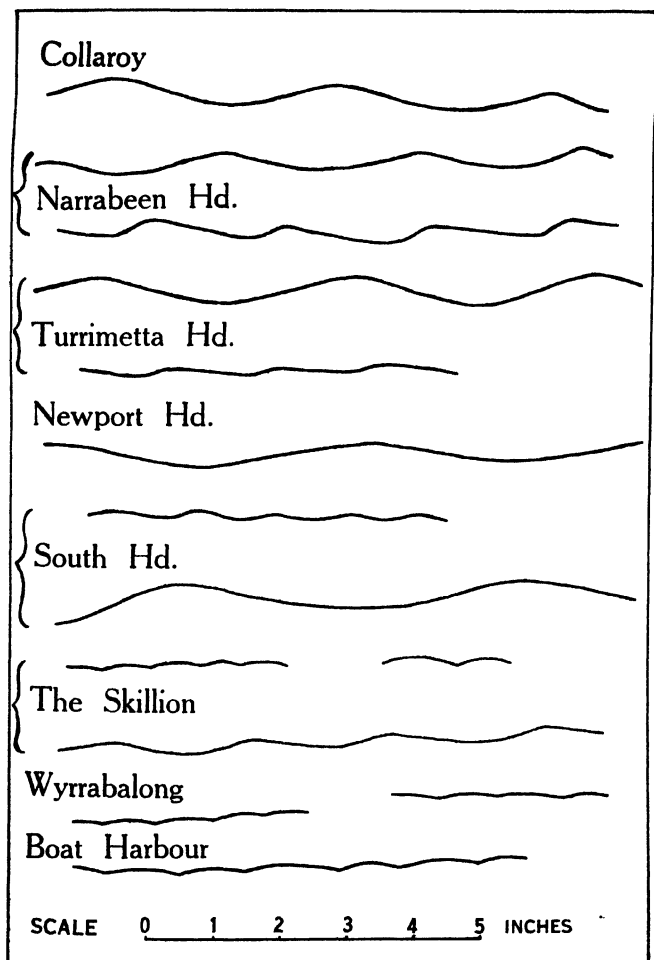 Collaroy
Narrabeen Hd.
Turrimetta Hd.
Newport Hd.
South Hd.
The Skillion
Wyrrabalong
Boat Harbour
SCALE 0 1 2 3 4 5 INCHES